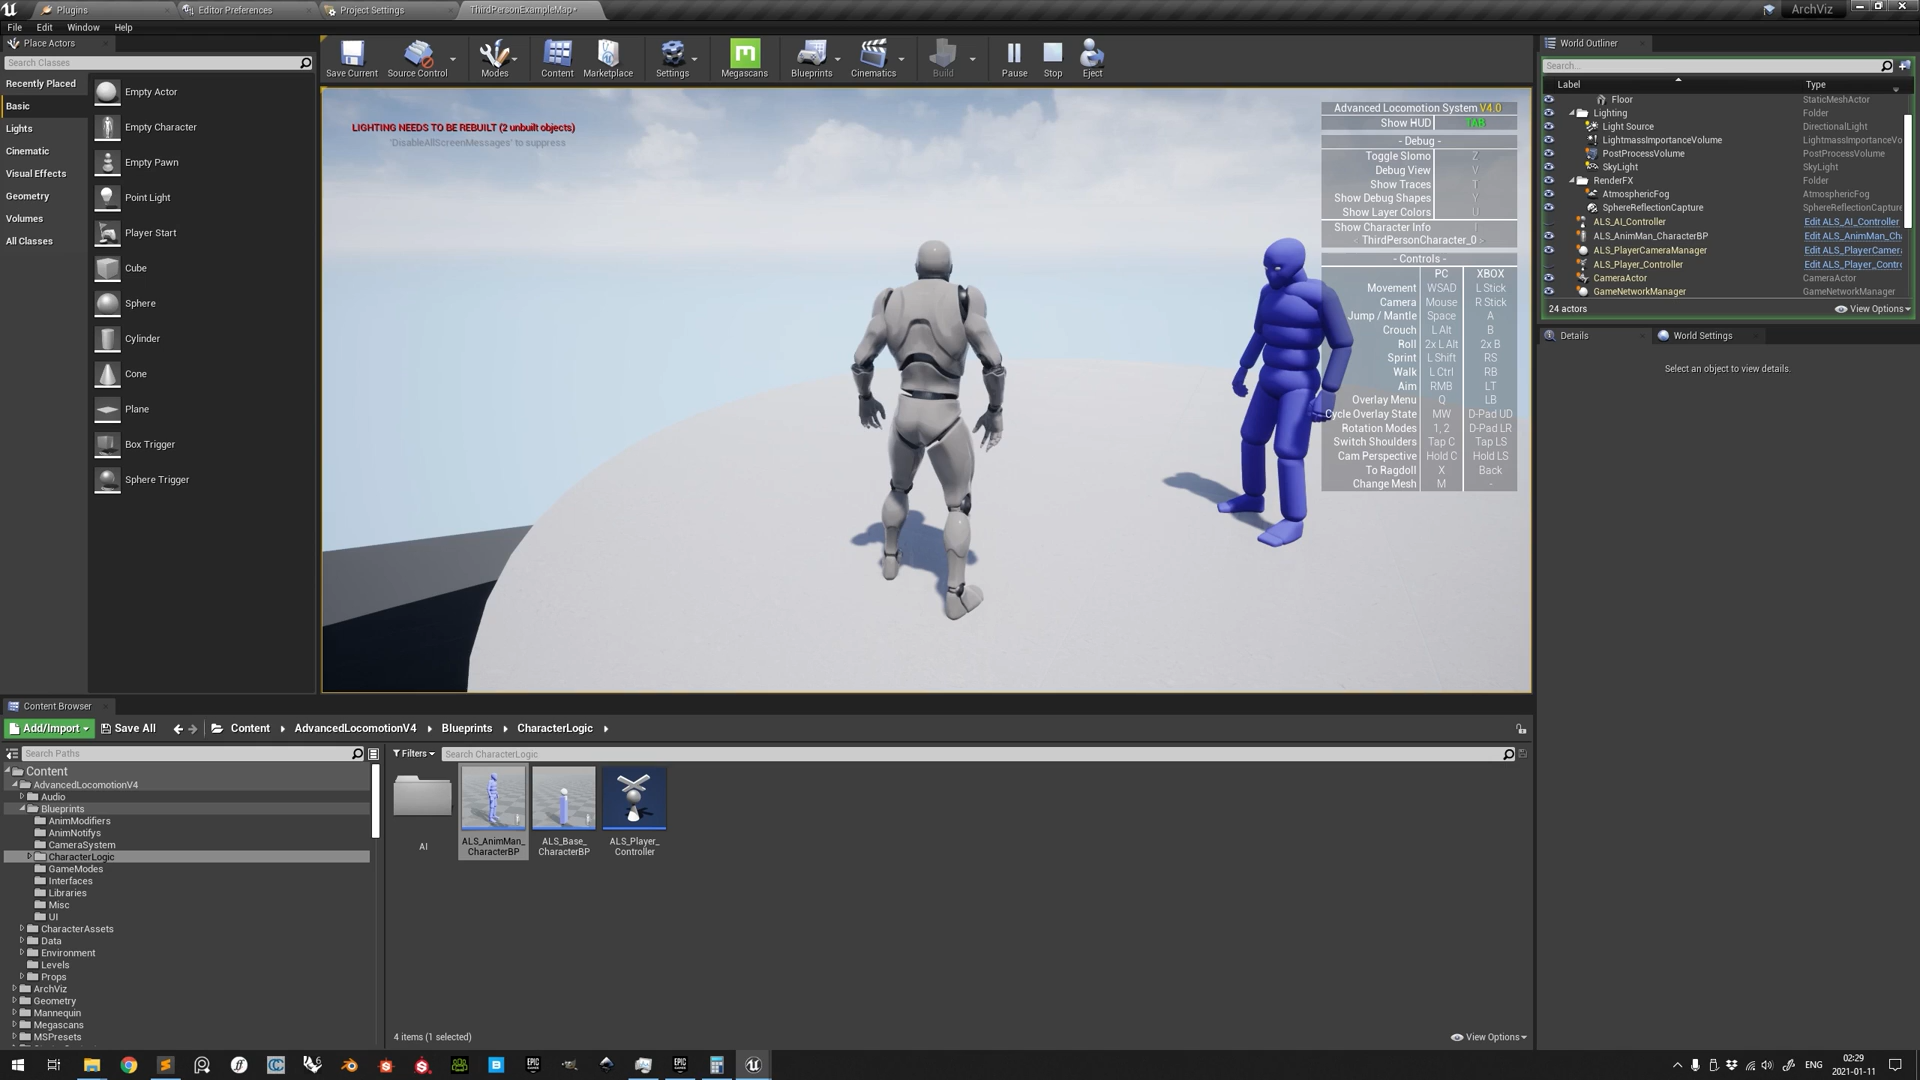 Plugins
Editor Preferences
Project Settings
ThirdPersonExampleMap*
ArchViz
File Edit Window Help
Place Actors
Search Classes
Recently Placed
Basic
Lights
Cinematic
Visual Effects
Geometry
Volumes
All Classes
Empty Actor
Empty Character
Empty Pawn
Point Light
Player Start
Cube
Sphere
Cylinder
Cone
Plane
Box Trigger
Sphere Trigger
Save Current
Source Control
Modes
Content
Marketplace
Settings
Megascans
Blueprints
Cinematics
Build
Pause
Stop
Eject
LIGHTING NEEDS TO BE REBUILT (2 unbuilt objects)
'DisableAllScreenMessages' to suppress
Advanced Locomotion System V4.0
Show HUD TAB
- Debug -
Toggle Slomo Z
Debug View V
Show Traces T
Show Debug Shapes Y
Show Layer Colors U
Show Character Info I
< ThirdPersonCharacter_0 >
- Controls -
PC XBOX
Movement WSAD L Stick
Camera Mouse R Stick
Jump / Mantle Space A
Crouch L Alt B
Roll 2x L Alt 2x B
Sprint L Shift RS
Walk L Ctrl RB
Aim RMB LT
Overlay Menu Q LB
Cycle Overlay State MW D-Pad UD
Rotation Modes 1, 2 D-Pad LR
Switch Shoulders Tap C Tap LS
Cam Perspective Hold C Hold LS
To Ragdoll X Back
Change Mesh M -
World Outliner
Search...
Label Type
Floor StaticMeshActor
Lighting Folder
Light Source DirectionalLight
LightmassImportanceVolume LightmassImportanceVo
PostProcessVolume PostProcessVolume
SkyLight SkyLight
RenderFX Folder
AtmosphericFog AtmosphericFog
SphereReflectionCapture SphereReflectionCapture
ALS_AI_Controller Edit ALS_AI_Controller
ALS_AnimMan_CharacterBP Edit ALS_AnimMan_Ch
ALS_PlayerCameraManager Edit ALS_PlayerCamer
ALS_Player_Controller Edit ALS_Player_Contr
CameraActor CameraActor
GameNetworkManager GameNetworkManager
24 actors
View Options
Details
World Settings
Select an object to view details.
Content Browser
Add/Import
Save All
Content AdvancedLocomotionV4 Blueprints CharacterLogic
Search Paths
Filters
Search CharacterLogic
Content
AdvancedLocomotionV4
Audio
Blueprints
AnimModifiers
AnimNotifys
CameraSystem
CharacterLogic
GameModes
Interfaces
Libraries
Misc
UI
CharacterAssets
Data
Environment
Levels
Props
ArchViz
Geometry
Mannequin
Megascans
MSPresets
AI
ALS_AnimMan_
CharacterBP
ALS_Base_
CharacterBP
ALS_Player_
Controller
4 items (1 selected)
View Options
ENG
02:29
2021-01-11